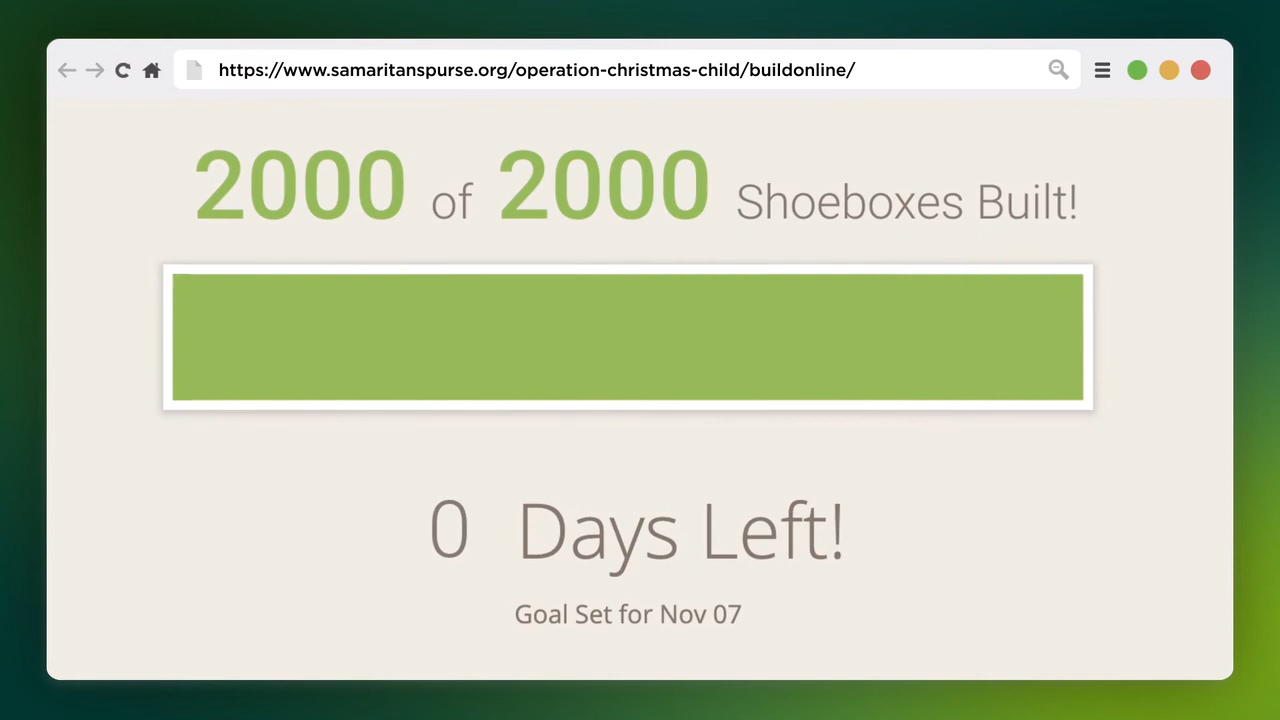 https://www.samaritanspurse.org/operation-christmas-child/buildonline/
2000 of 2000 Shoeboxes Built!
0 Days Left!
Goal Set for Nov 07